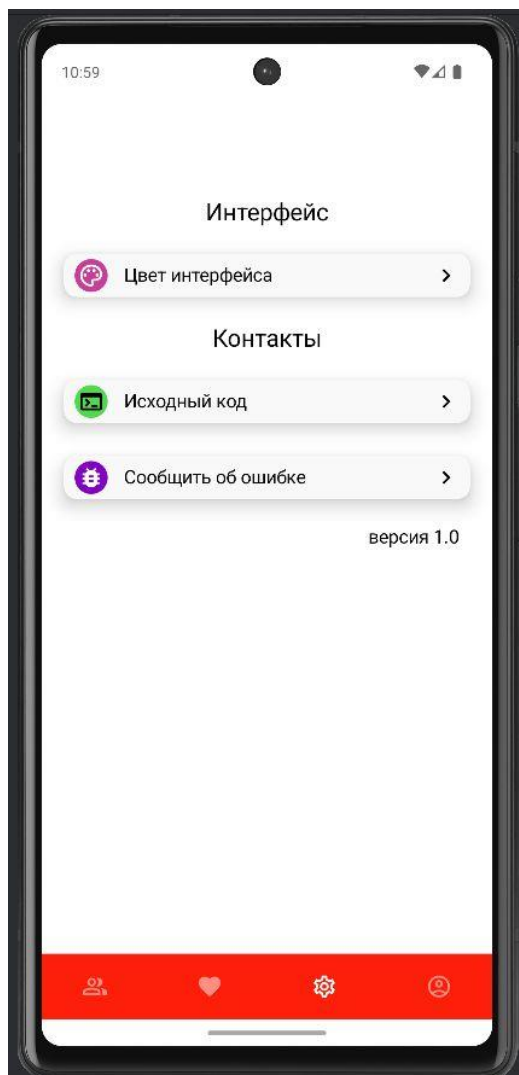 10:59
Интерфейс
Цвет интерфейса
Контакты
Исходный код
Сообщить об ошибке
версия 1.0